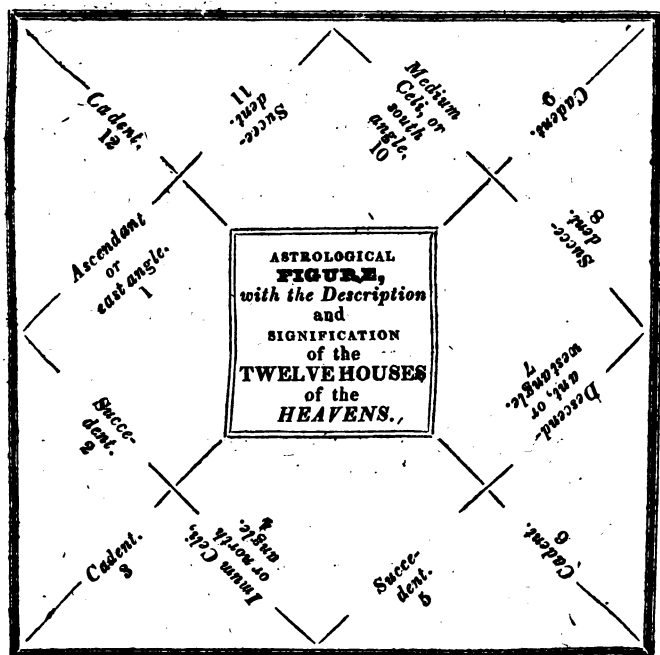 Cadent.
12
11
Succe-
dent.
Medium
Celi, or
south
angle.
10
Cadent.
9
Ascendant
or
east angle.
1
Succe-
dent.
8
ASTROLOGICAL
FIGURE,
with the Description
and
SIGNIFICATION
of the
TWELVE HOUSES
of the
HEAVENS.
Descend-
ant, or
west angle.
7
Succe-
dent.
2
Cadent.
3
Imum Celi,
or north
angle.
4
Succe-
dent.
5
Cadent.
6